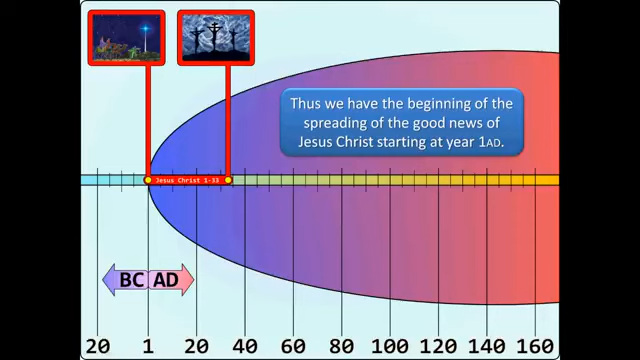 Thus we have the beginning of the
spreading of the good news of
Jesus Christ starting at year 1AD.
Jesus Christ 1-33
BC AD
20 1 20 40 60 80 100 120 140 160